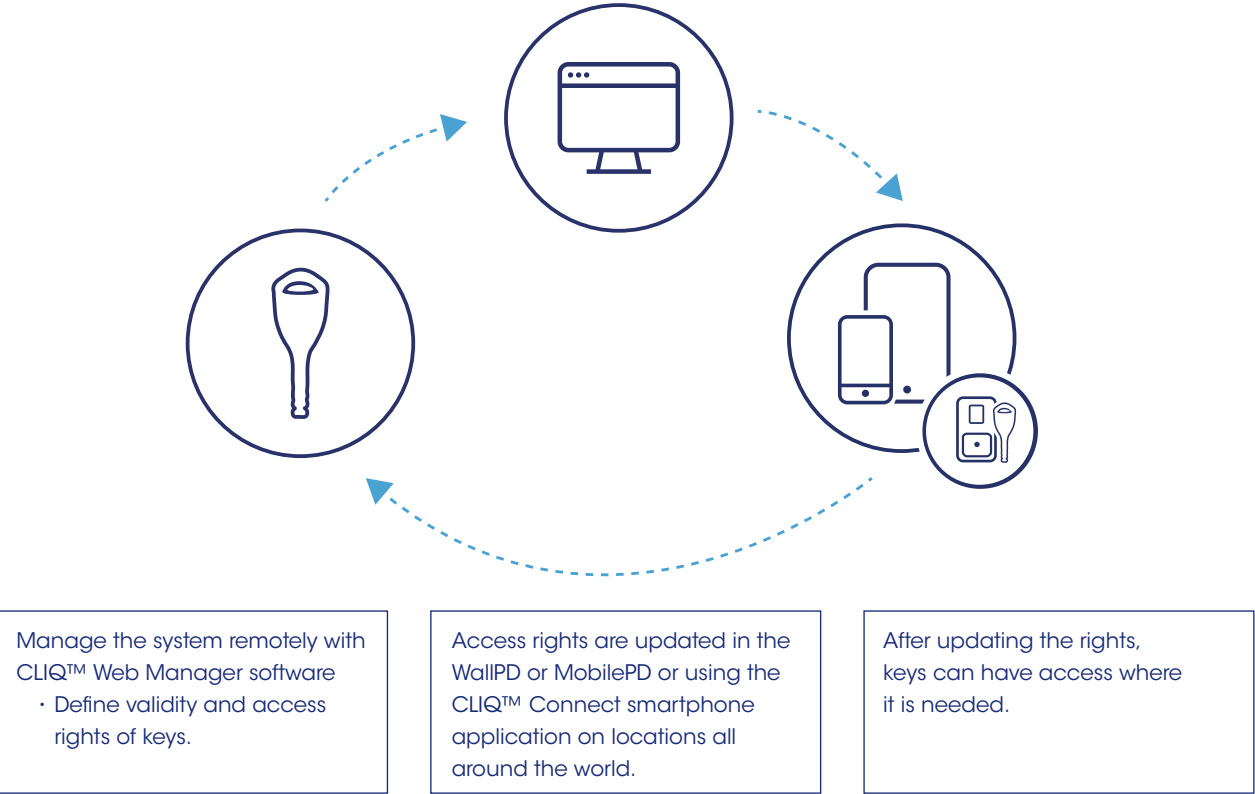 Manage the system remotely with
CLIQ™ Web Manager software
· Define validity and access
rights of keys.
Access rights are updated in the
WallPD or MobilePD or using the
CLIQ™ Connect smartphone
application on locations all
around the world.
After updating the rights,
keys can have access where
it is needed.